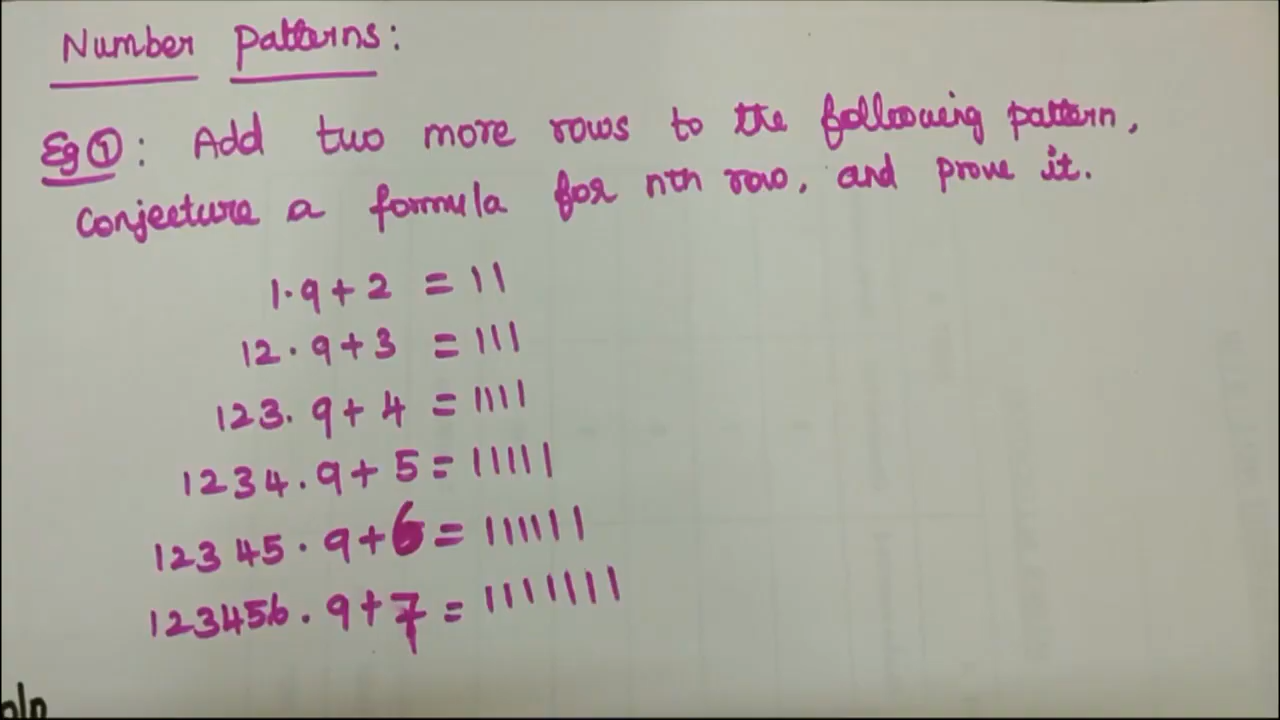 Number Patterns:
Eg ①: Add two more rows to the following pattern,
Conjecture a formula for nth row, and prove it.
1·9+2 = 11
12·9+3 = 111
123·9+4 = 1111
1234·9+5 = 11111
12345·9+6 = 111111
123456·9+7 = 1111111